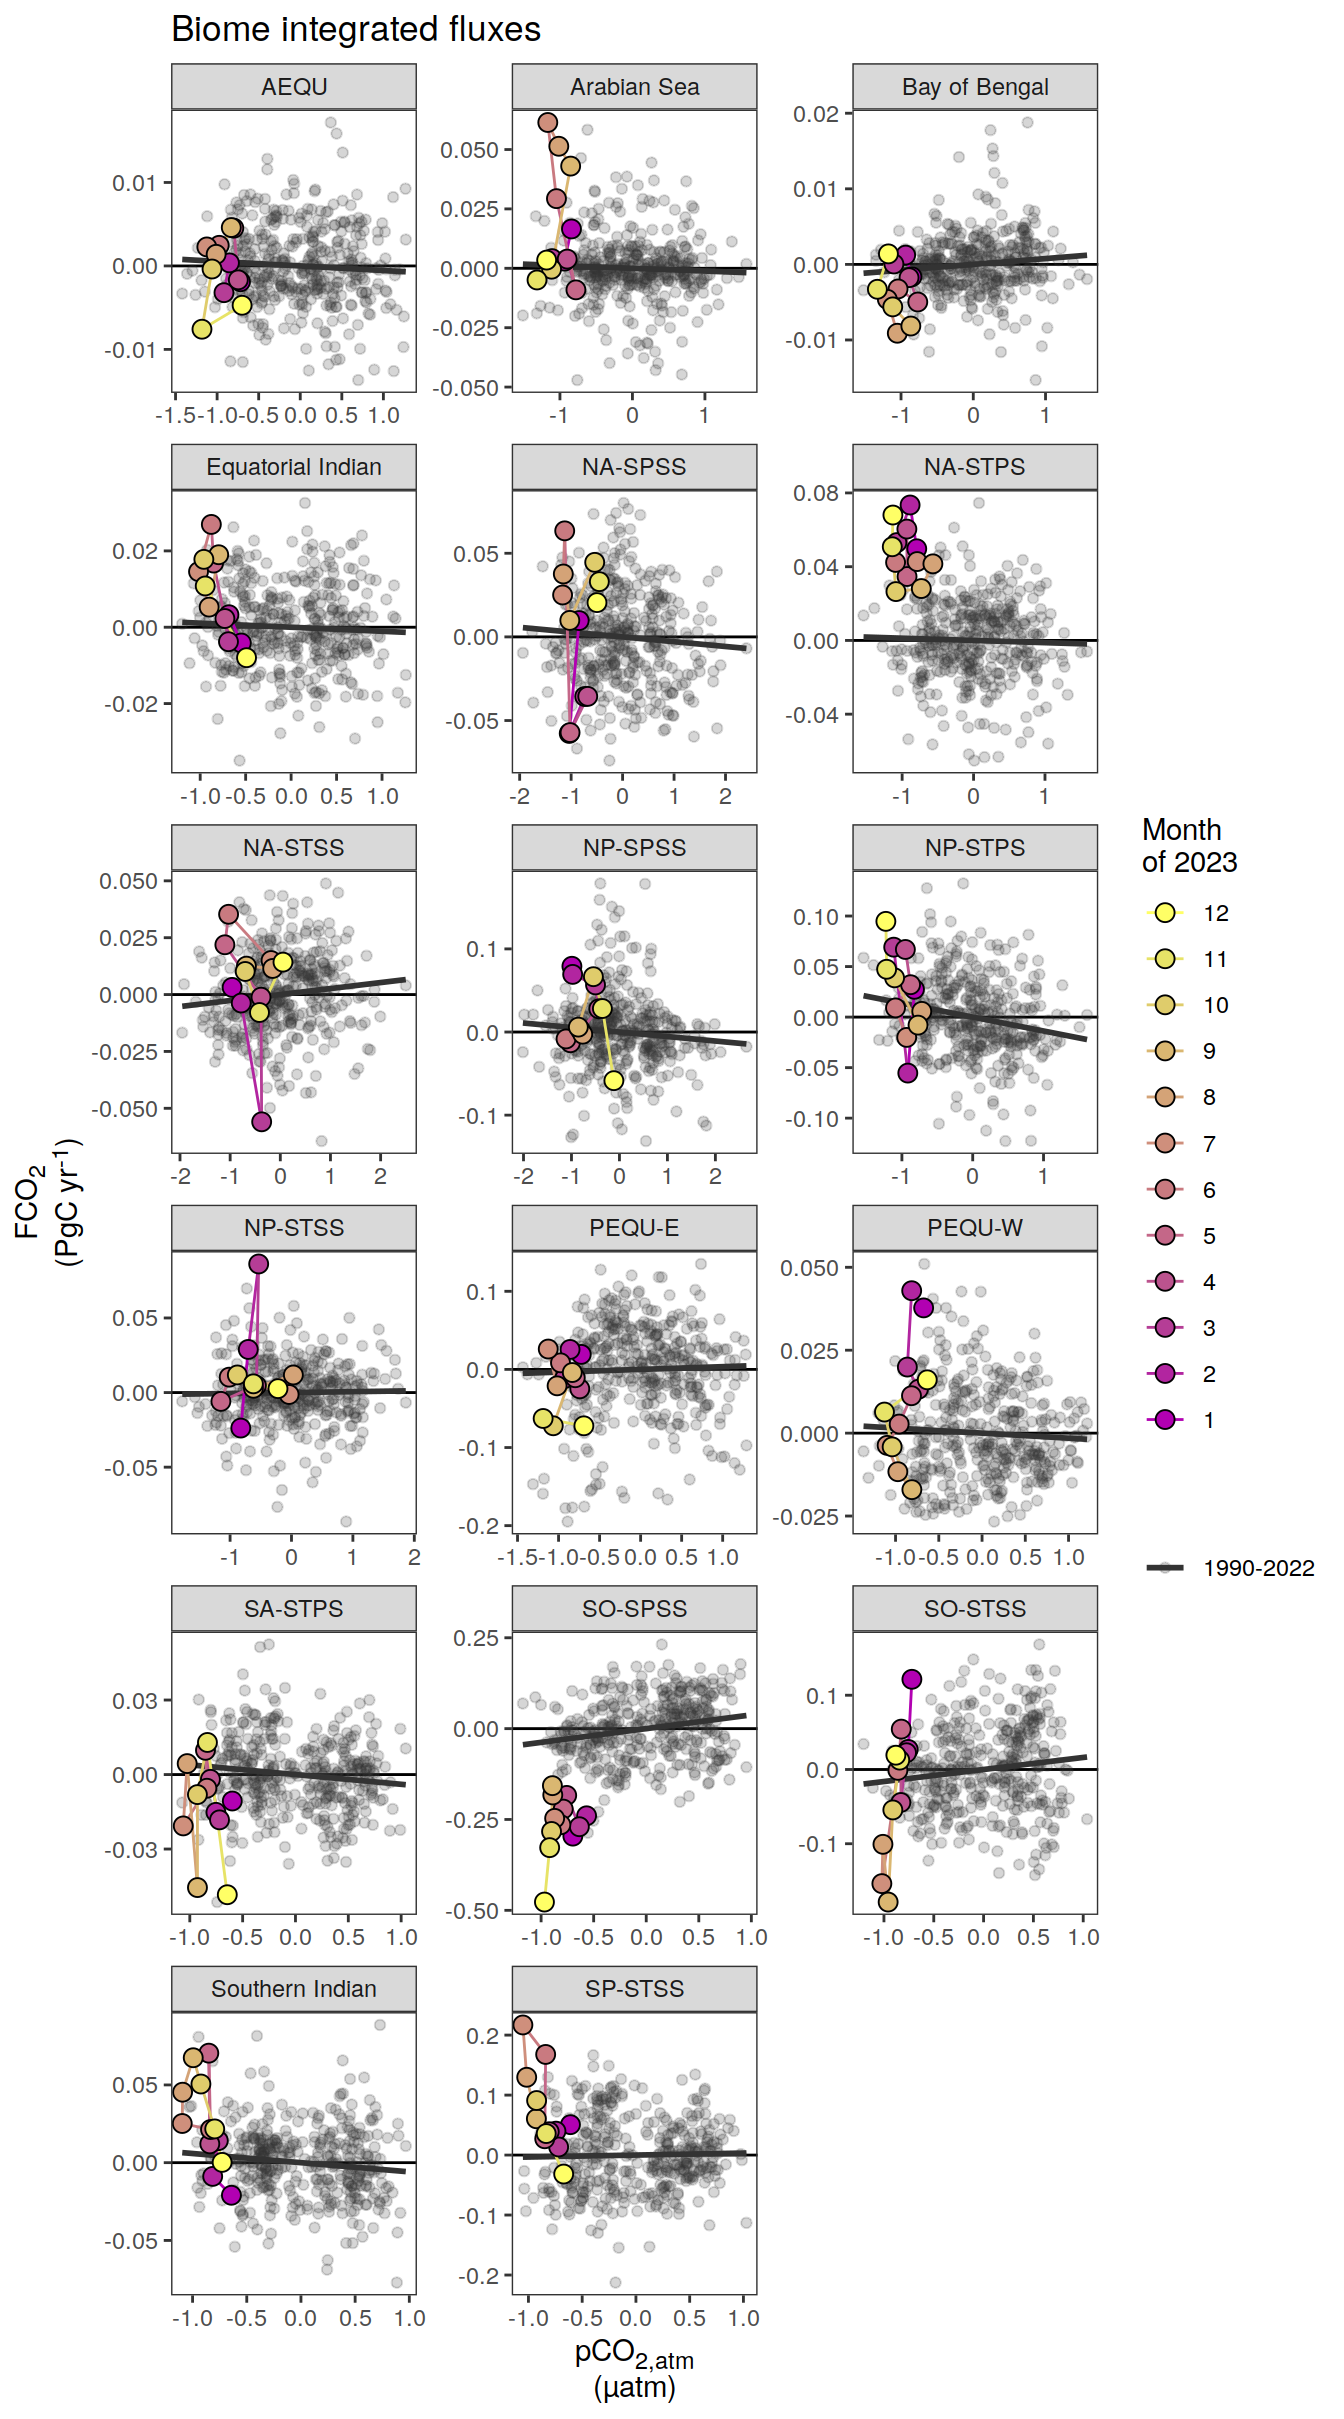 Biome integrated fluxes
AEQU
Arabian Sea
Bay of Bengal
0.01
0.00
-0.01
0.050
0.025
0.000
-0.025
-0.050
0.02
0.01
0.00
-0.01
-1.5 -1.0 -0.5 0.0 0.5 1.0
-1 0 1
-1 0 1
Equatorial Indian
NA-SPSS
NA-STPS
0.02
0.00
-0.02
0.05
0.00
-0.05
0.08
0.04
0.00
-0.04
-1.0 -0.5 0.0 0.5 1.0
-2 -1 0 1 2
-1 0 1
NA-STSS
NP-SPSS
NP-STPS
0.050
0.025
0.000
-0.025
-0.050
0.1
0.0
-0.1
0.10
0.05
0.00
-0.05
-0.10
-2 -1 0 1 2
-2 -1 0 1 2
-1 0 1
NP-STSS
PEQU-E
PEQU-W
0.05
0.00
-0.05
0.1
0.0
-0.1
-0.2
0.050
0.025
0.000
-0.025
-1 0 1 2
-1.5 -1.0 -0.5 0.0 0.5 1.0
-1.0 -0.5 0.0 0.5 1.0
SA-STPS
SO-SPSS
SO-STSS
0.03
0.00
-0.03
0.25
0.00
-0.25
-0.50
0.1
0.0
-0.1
-1.0 -0.5 0.0 0.5 1.0
-1.0 -0.5 0.0 0.5 1.0
-1.0 -0.5 0.0 0.5 1.0
Southern Indian
SP-STSS
0.05
0.00
-0.05
0.2
0.1
0.0
-0.1
-0.2
-1.0 -0.5 0.0 0.5 1.0
-1.0 -0.5 0.0 0.5 1.0
pCO2,atm
(µatm)
FCO2
(PgC yr-1)
Month
of 2023
12
11
10
9
8
7
6
5
4
3
2
1
1990-2022